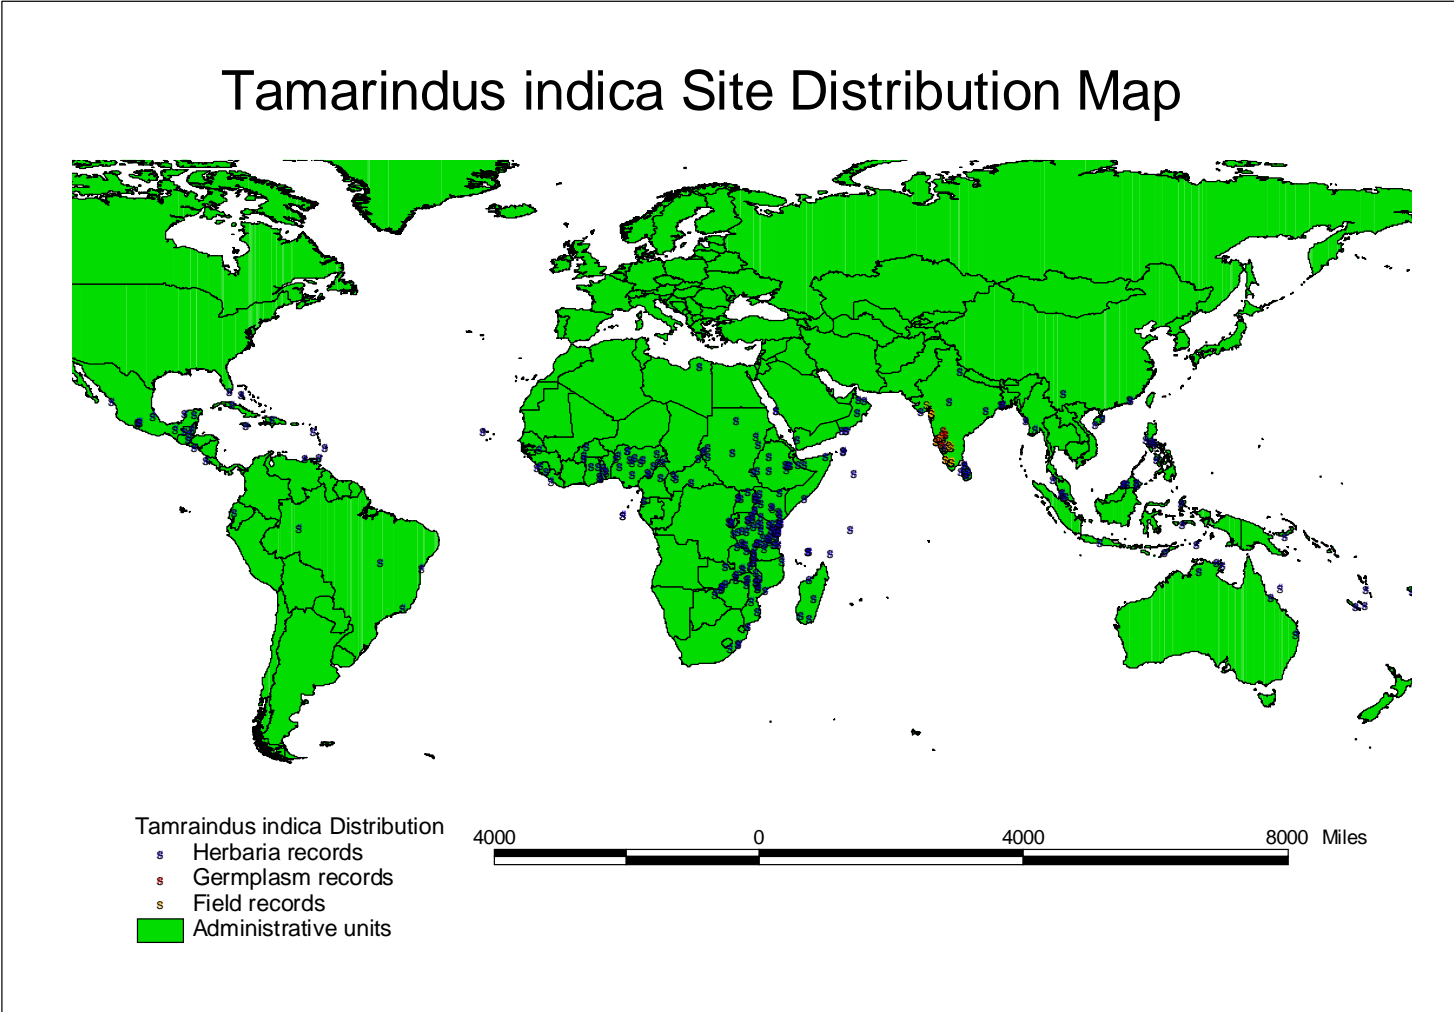 Tamarindus indica Site Distribution Map
Tamraindus indica Distribution
s Herbaria records
s Germplasm records
s Field records
Administrative units
4000 0 4000 8000 Miles